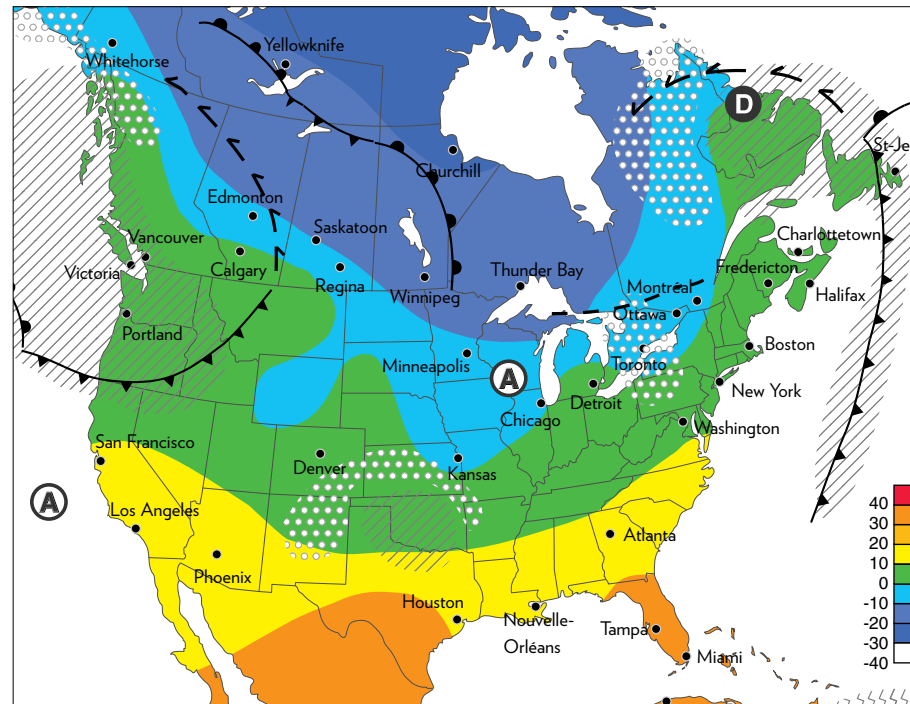 Yellowknife
Whitehorse
D
St-Je
Churchill
Edmonton
Saskatoon
Vancouver
Charlottetown
Victoria
Calgary
Regina
Winnipeg
Thunder Bay
Montréal
Fredericton
Halifax
Ottawa
Portland
Toronto
Boston
Minneapolis
A
Detroit
New York
Chicago
Washington
San Francisco
Denver
Kansas
A
Los Angeles
Atlanta
Phoenix
Houston
Nouvelle-
Orléans
Tampa
Miami
40
30
20
10
0
-10
-20
-30
-40